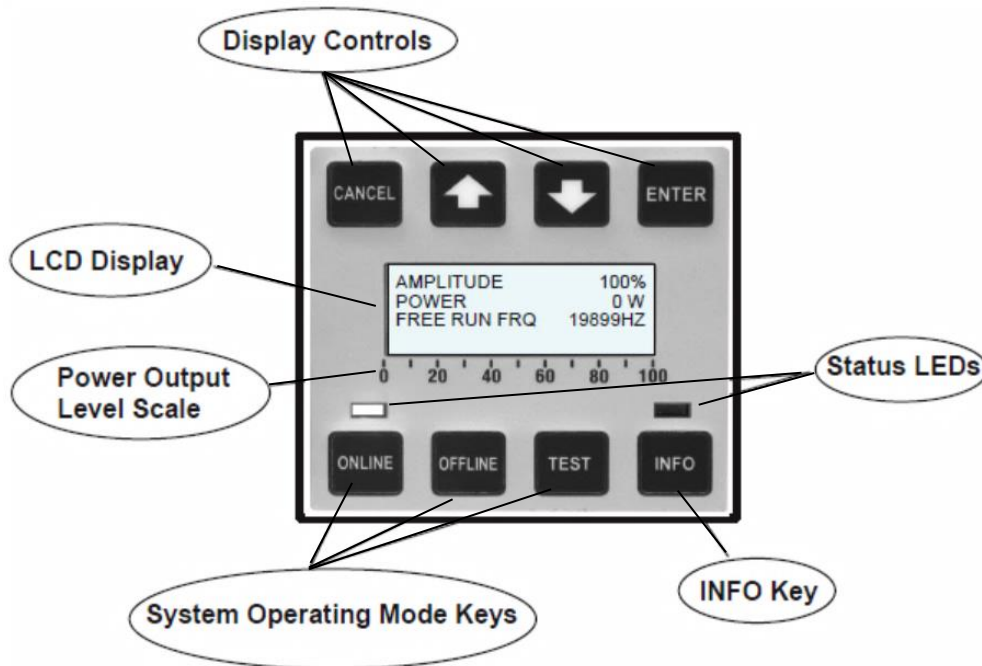 Display Controls
CANCEL
ENTER
LCD Display
AMPLITUDE 100%
POWER 0 W
FREE RUN FRQ 19899HZ
0 20 40 60 80 100
Power Output
Level Scale
Status LEDs
ONLINE
OFFLINE
TEST
INFO
System Operating Mode Keys
INFO Key